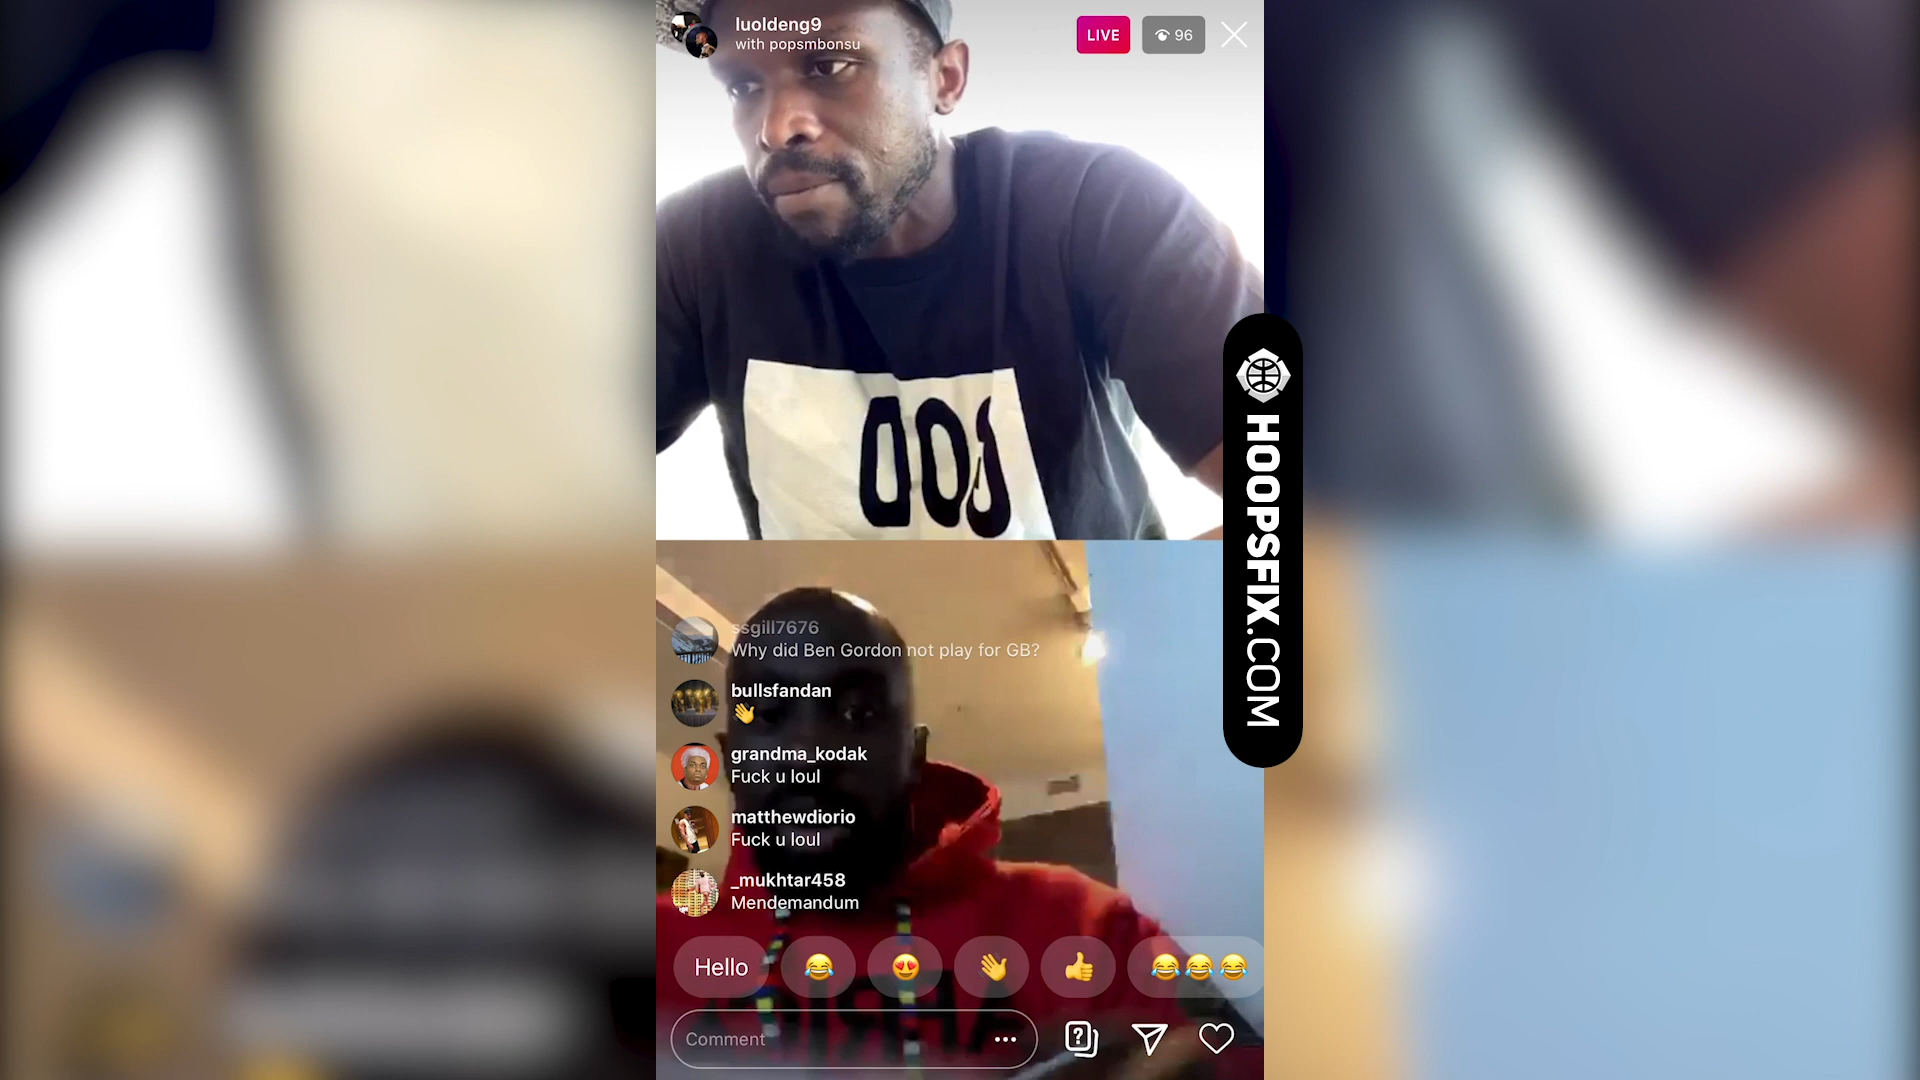 luoldeng9
with popsmbonsu
LIVE
96
HOOPSFIX.COM
ssgill7676
Why did Ben Gordon not play for GB?
bullsfandan
👋
grandma_kodak
Fuck u loul
matthewdiorio
Fuck u loul
_mukhtar458
Mendemandum
Hello
😂
😍
👋
👍
😂😂😂
Comment